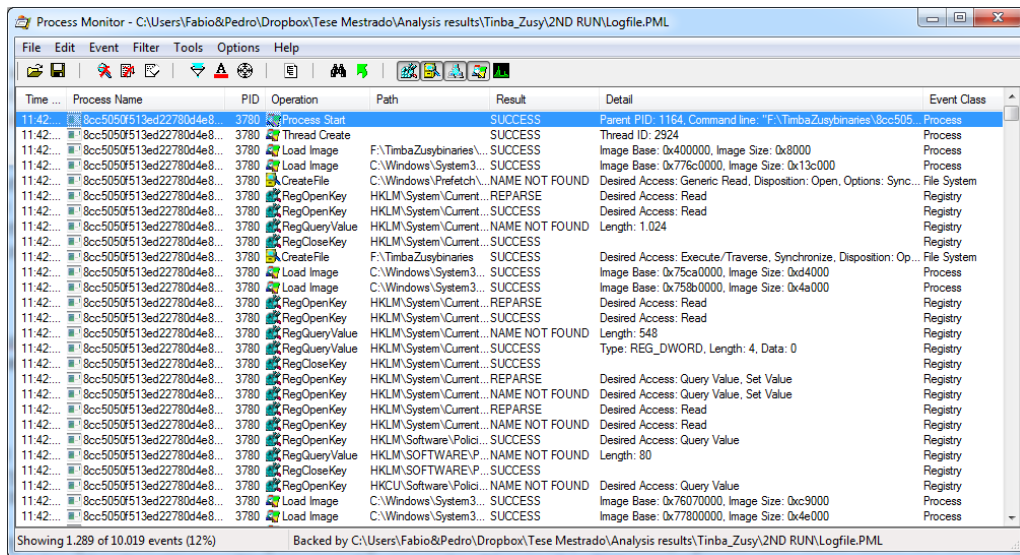 Process Monitor - C:\Users\Fabio&Pedro\Dropbox\Tese Mestrado\Analysis results\Tinba_Zusy\2ND RUN\Logfile.PML
File Edit Event Filter Tools Options Help
Time ... Process Name PID Operation Path Result Detail Event Class
11:42:... 8cc5050f513ed22780d4e8... 3780 Process Start SUCCESS Parent PID: 1164, Command line: "F:\TimbaZusybinaries\8cc505... Process
11:42:... 8cc5050f513ed22780d4e8... 3780 Thread Create SUCCESS Thread ID: 2924 Process
11:42:... 8cc5050f513ed22780d4e8... 3780 Load Image F:\TimbaZusybinaries\... SUCCESS Image Base: 0x400000, Image Size: 0x8000 Process
11:42:... 8cc5050f513ed22780d4e8... 3780 Load Image C:\Windows\System3... SUCCESS Image Base: 0x776c0000, Image Size: 0x13c000 Process
11:42:... 8cc5050f513ed22780d4e8... 3780 CreateFile C:\Windows\Prefetch\... NAME NOT FOUND Desired Access: Generic Read, Disposition: Open, Options: Sync... File System
11:42:... 8cc5050f513ed22780d4e8... 3780 RegOpenKey HKLM\System\Current... REPARSE Desired Access: Read Registry
11:42:... 8cc5050f513ed22780d4e8... 3780 RegOpenKey HKLM\System\Current... SUCCESS Desired Access: Read Registry
11:42:... 8cc5050f513ed22780d4e8... 3780 RegQueryValue HKLM\System\Current... NAME NOT FOUND Length: 1.024 Registry
11:42:... 8cc5050f513ed22780d4e8... 3780 RegCloseKey HKLM\System\Current... SUCCESS Registry
11:42:... 8cc5050f513ed22780d4e8... 3780 CreateFile F:\TimbaZusybinaries SUCCESS Desired Access: Execute/Traverse, Synchronize, Disposition: Op... File System
11:42:... 8cc5050f513ed22780d4e8... 3780 Load Image C:\Windows\System3... SUCCESS Image Base: 0x75ca0000, Image Size: 0xd4000 Process
11:42:... 8cc5050f513ed22780d4e8... 3780 Load Image C:\Windows\System3... SUCCESS Image Base: 0x758b0000, Image Size: 0x4a000 Process
11:42:... 8cc5050f513ed22780d4e8... 3780 RegOpenKey HKLM\System\Current... REPARSE Desired Access: Read Registry
11:42:... 8cc5050f513ed22780d4e8... 3780 RegOpenKey HKLM\System\Current... SUCCESS Desired Access: Read Registry
11:42:... 8cc5050f513ed22780d4e8... 3780 RegQueryValue HKLM\System\Current... NAME NOT FOUND Length: 548 Registry
11:42:... 8cc5050f513ed22780d4e8... 3780 RegQueryValue HKLM\System\Current... SUCCESS Type: REG_DWORD, Length: 4, Data: 0 Registry
11:42:... 8cc5050f513ed22780d4e8... 3780 RegCloseKey HKLM\System\Current... SUCCESS Registry
11:42:... 8cc5050f513ed22780d4e8... 3780 RegOpenKey HKLM\System\Current... REPARSE Desired Access: Query Value, Set Value Registry
11:42:... 8cc5050f513ed22780d4e8... 3780 RegOpenKey HKLM\System\Current... NAME NOT FOUND Desired Access: Query Value, Set Value Registry
11:42:... 8cc5050f513ed22780d4e8... 3780 RegOpenKey HKLM\System\Current... REPARSE Desired Access: Read Registry
11:42:... 8cc5050f513ed22780d4e8... 3780 RegOpenKey HKLM\System\Current... NAME NOT FOUND Desired Access: Read Registry
11:42:... 8cc5050f513ed22780d4e8... 3780 RegOpenKey HKLM\Software\Polici... SUCCESS Desired Access: Query Value Registry
11:42:... 8cc5050f513ed22780d4e8... 3780 RegQueryValue HKLM\SOFTWARE\P... NAME NOT FOUND Length: 80 Registry
11:42:... 8cc5050f513ed22780d4e8... 3780 RegCloseKey HKLM\SOFTWARE\P... SUCCESS Registry
11:42:... 8cc5050f513ed22780d4e8... 3780 RegOpenKey HKCU\Software\Polici... NAME NOT FOUND Desired Access: Query Value Registry
11:42:... 8cc5050f513ed22780d4e8... 3780 Load Image C:\Windows\System3... SUCCESS Image Base: 0x76070000, Image Size: 0xc9000 Process
11:42:... 8cc5050f513ed22780d4e8... 3780 Load Image C:\Windows\System3... SUCCESS Image Base: 0x77800000, Image Size: 0x4e000 Process
Showing 1.289 of 10.019 events (12%) Backed by C:\Users\Fabio&Pedro\Dropbox\Tese Mestrado\Analysis results\Tinba_Zusy\2ND RUN\Logfile.PML